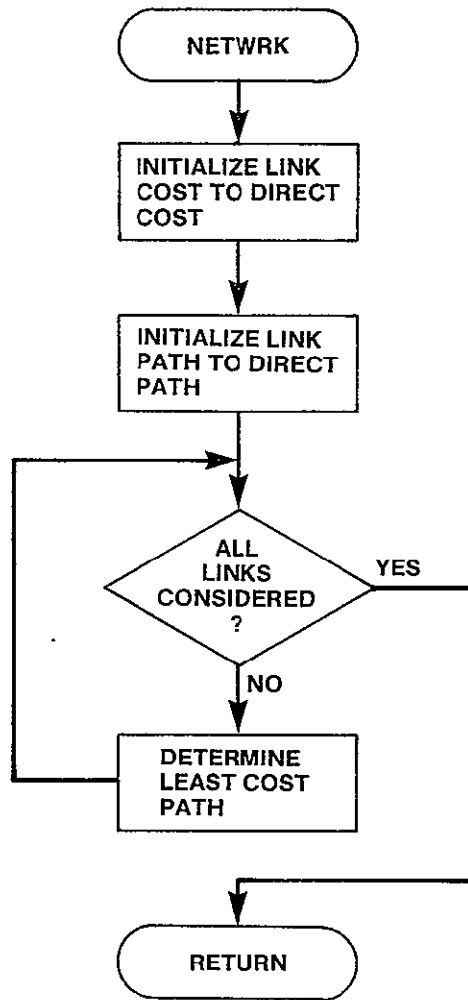 NETWRK
INITIALIZE LINK
COST TO DIRECT
COST
INITIALIZE LINK
PATH TO DIRECT
PATH
ALL
LINKS
CONSIDERED
?
YES
NO
DETERMINE
LEAST COST
PATH
RETURN